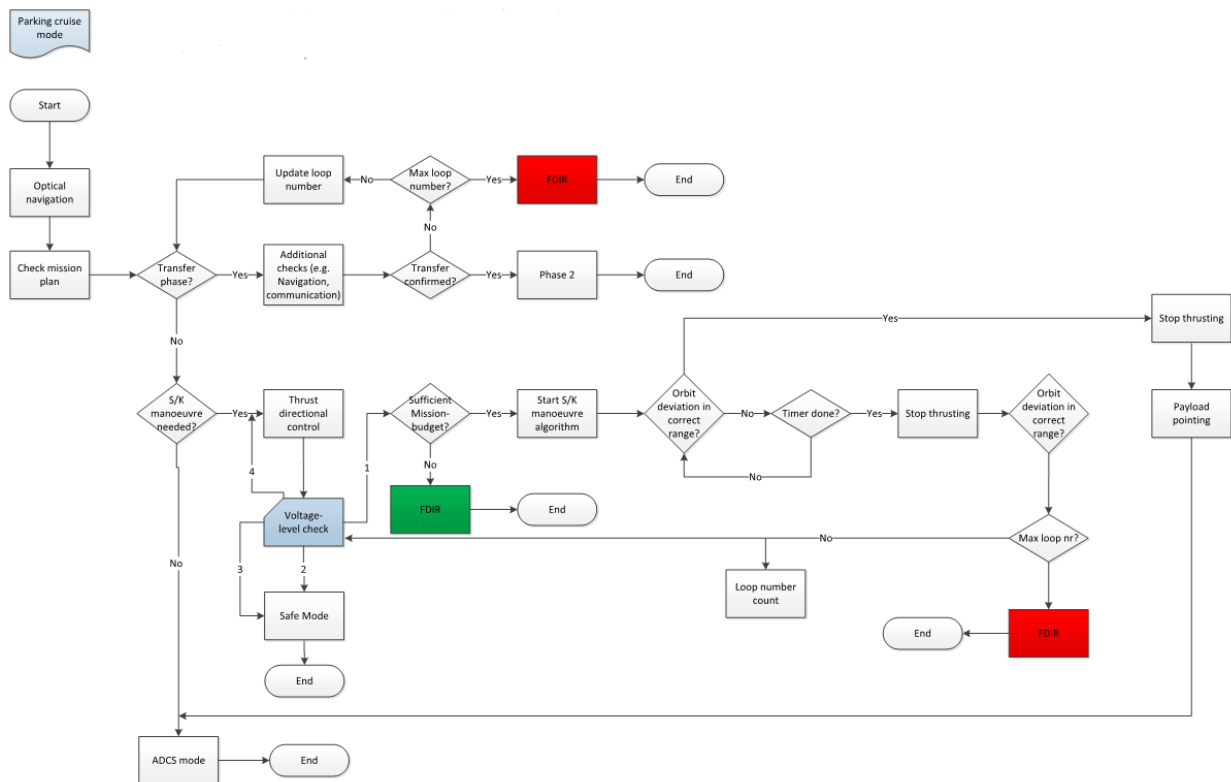 Parking cruise
mode
Start
Optical
navigation
Check mission
plan
Update loop
number
No
Max loop
number?
Yes
FDIR
End
No
Transfer
phase?
Yes
Additional
checks (e.g.
Navigation,
communication)
Transfer
confirmed?
Yes
Phase 2
End
No
Yes
Stop thrusting
S/K
manoeuvre
needed?
Yes
Thrust
directional
control
4
1
Sufficient
Mission-
budget?
Yes
Start S/K
manoeuvre
algorithm
Orbit
deviation in
correct
range?
No
Timer done?
Yes
Stop thrusting
Orbit
deviation in
correct
range?
Payload
pointing
No
No
FDIR
End
Voltage-
level check
No
Max loop nr?
No
3
2
Loop number
count
Safe Mode
End
FDIR
End
ADCS mode
End